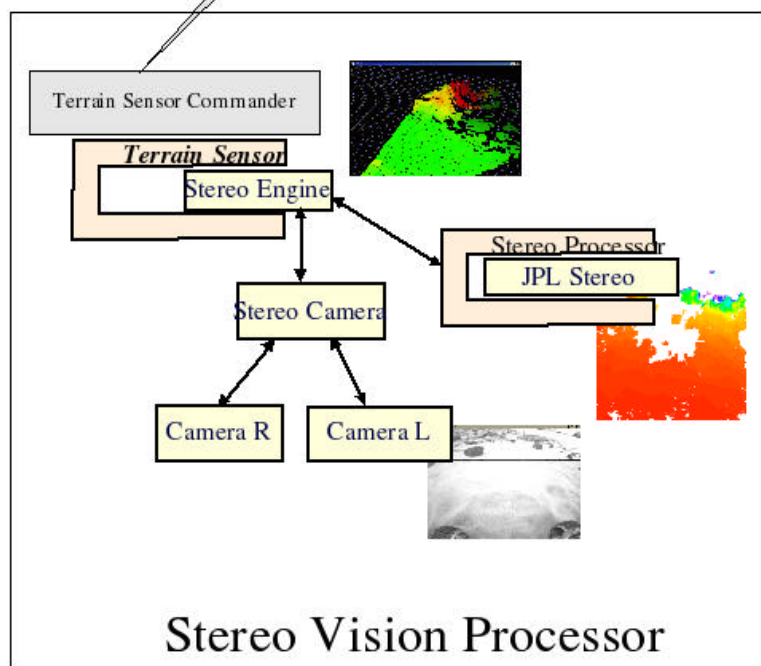 Terrain Sensor Commander
Terrain Sensor
Stereo Engine
Stereo Processor
JPL Stereo
Stereo Camera
Camera R
Camera L
Stereo Vision Processor